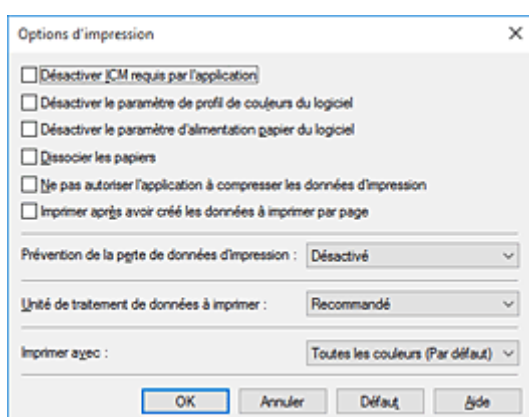 Options d'impression
Désactiver ICM requis par l'application
Désactiver le paramètre de profil de couleurs du logiciel
Désactiver le paramètre d'alimentation papier du logiciel
Dissocier les papiers
Ne pas autoriser l'application à compresser les données d'impression
Imprimer après avoir créé les données à imprimer par page
Prévention de la perte de données d'impression : Désactivé
Unité de traitement de données à imprimer : Recommandé
Imprimer avec : Toutes les couleurs (Par défaut)
OK Annuler Défaut Aide